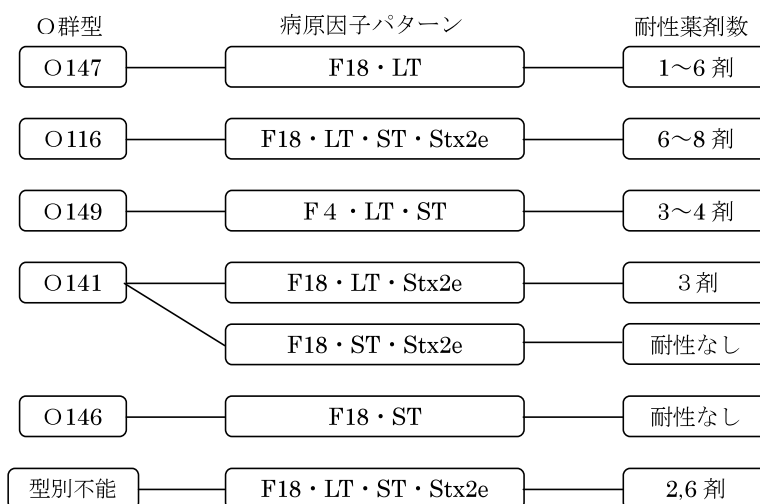 O群型 病原因子パターン 耐性薬剤数
O147 F18・LT 1～6 剤
O116 F18・LT・ST・Stx2e 6～8 剤
O149 F４・LT・ST 3～4 剤
O141 F18・LT・Stx2e ３剤
F18・ST・Stx2e 耐性なし
O146 F18・ST 耐性なし
型別不能 F18・LT・ST・Stx2e 2,6 剤